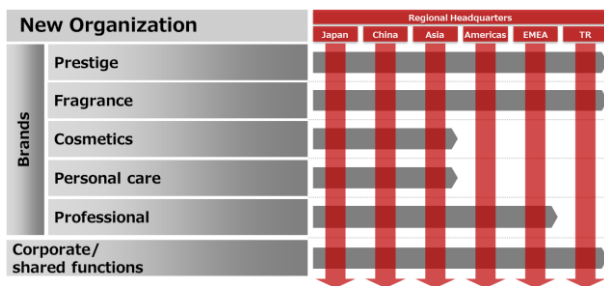 New Organization
Regional Headquarters
Japan China Asia Americas EMEA TR
Brands
Prestige
Fragrance
Cosmetics
Personal care
Professional
Corporate/
shared functions